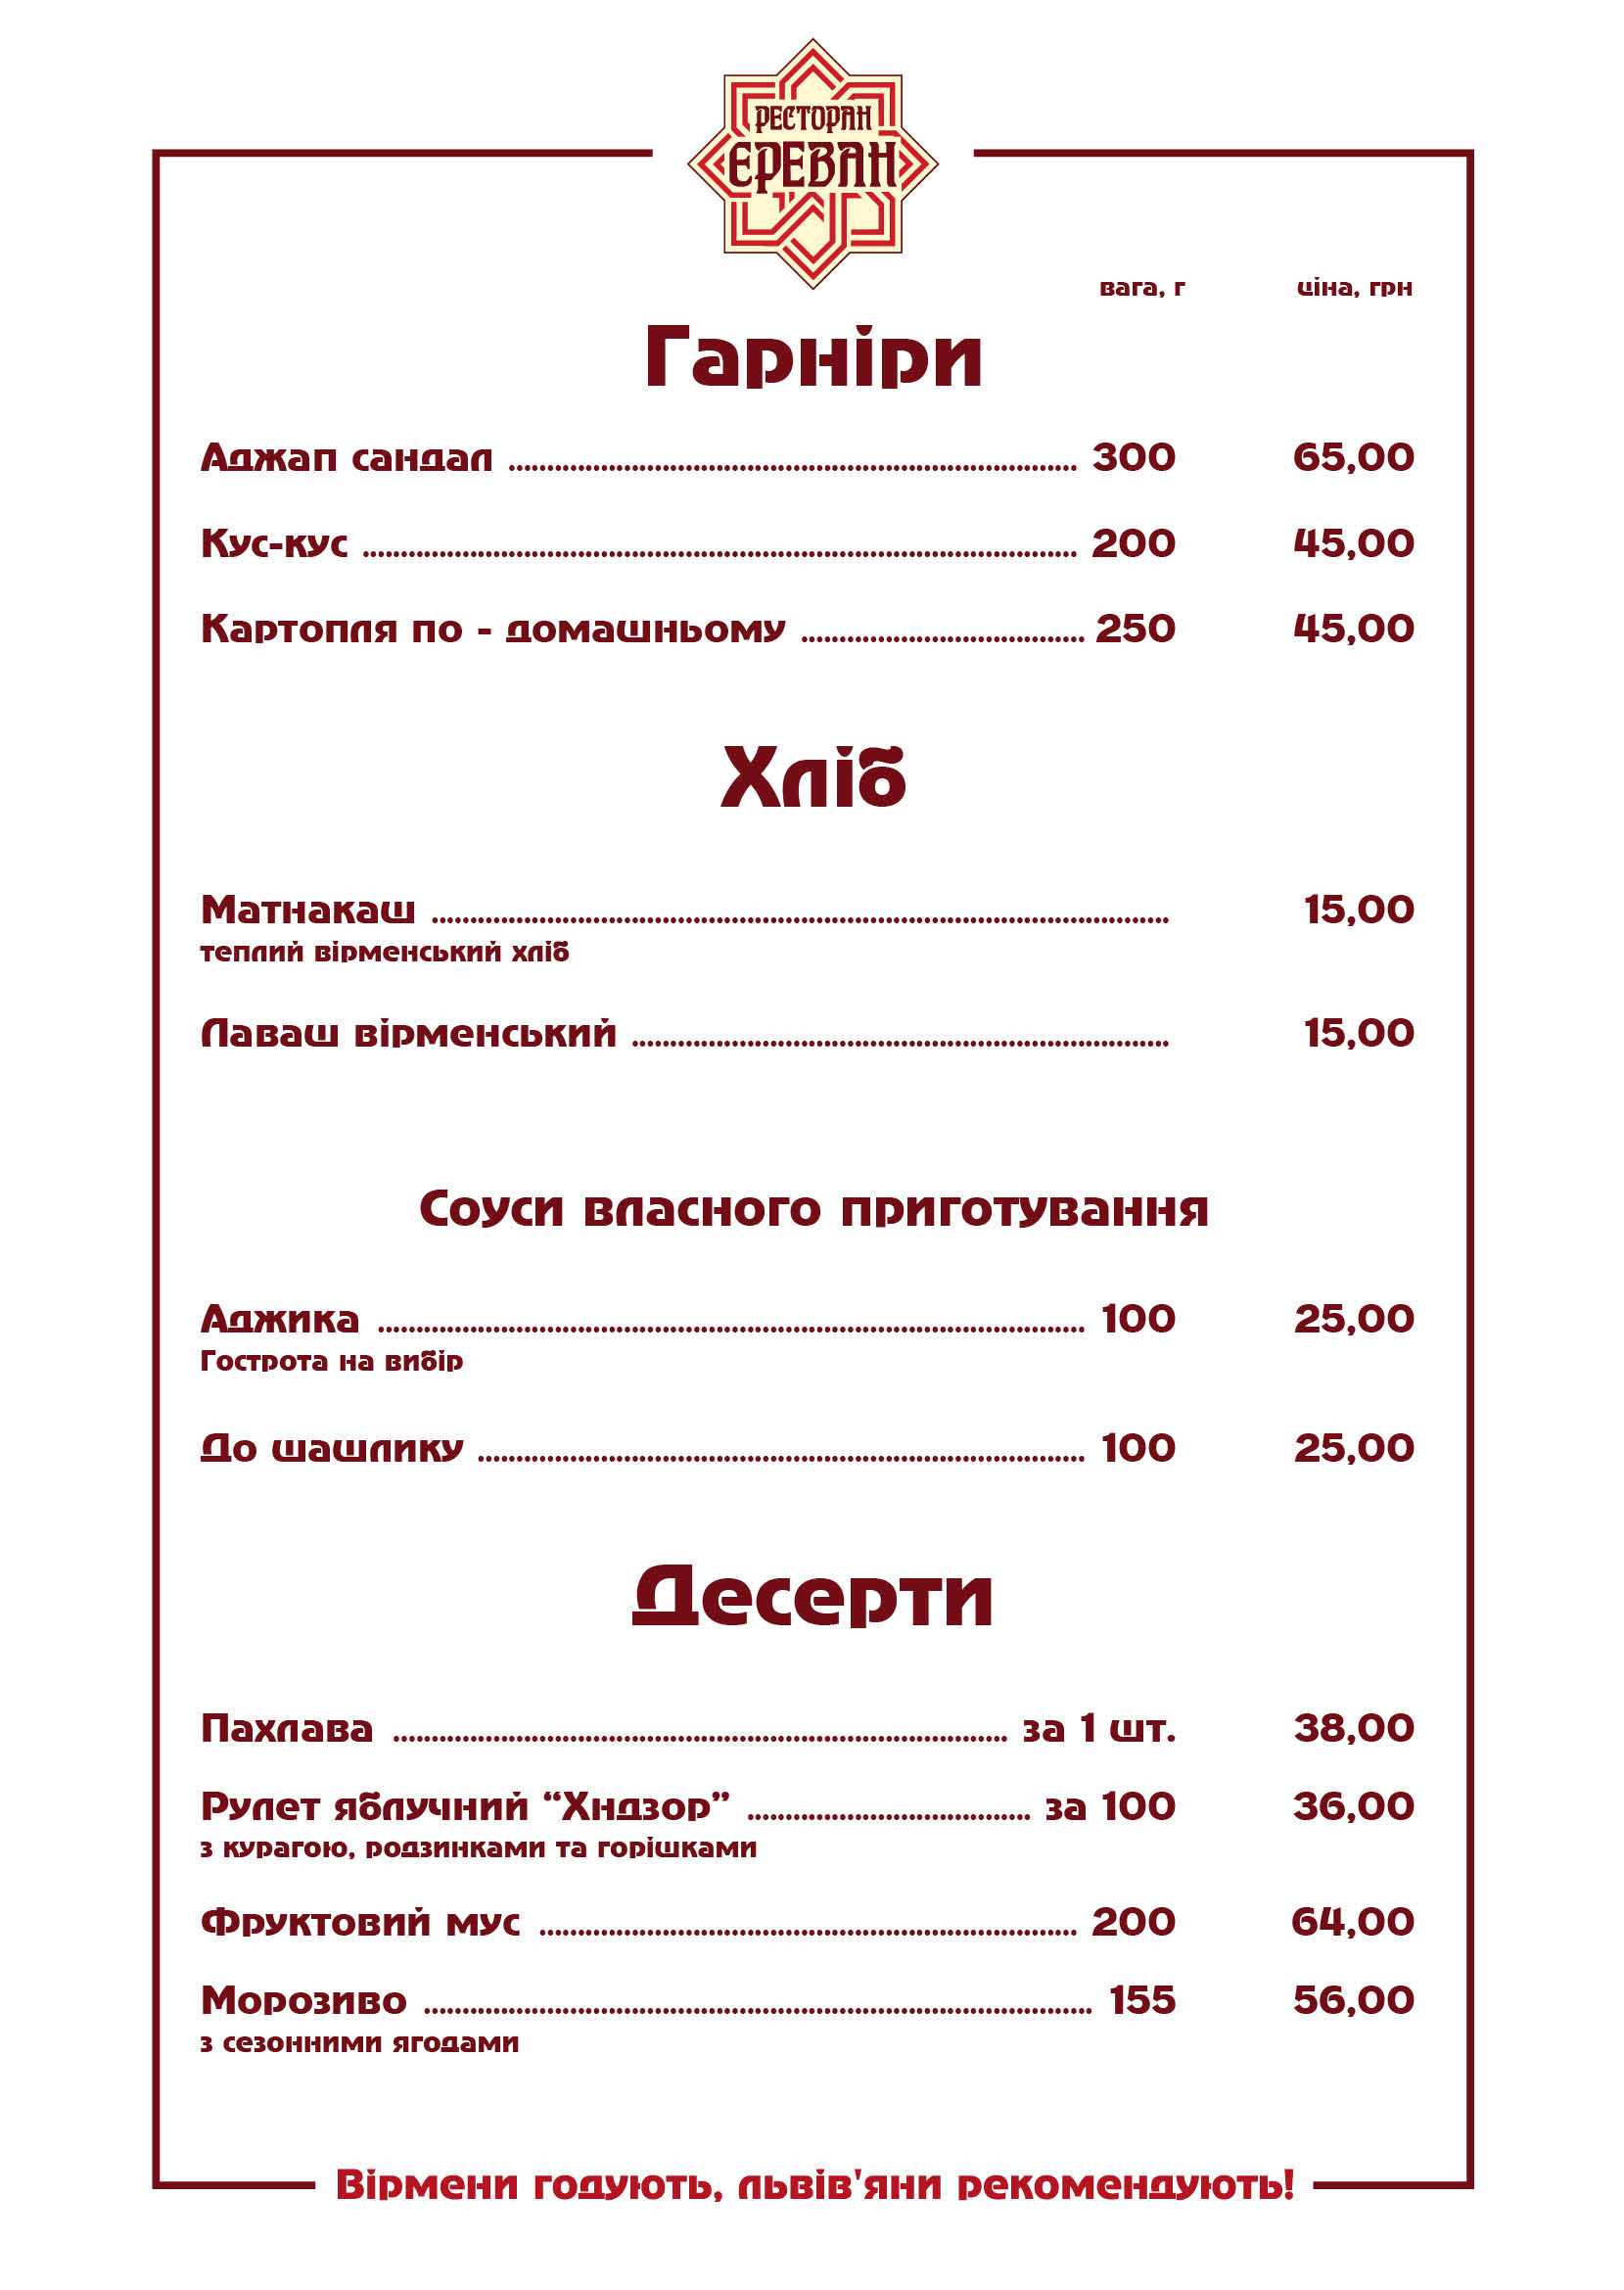 РЕСТОРАН
ЄРЕВАН
вага, г ціна, грн
Гарніри
Аджап сандал 300 65,00
Кус-кус 200 45,00
Картопля по - домашньому 250 45,00
Хліб
Матнакаш 15,00
теплий вірменський хліб
Лаваш вірменський 15,00
Соуси власного приготування
Аджика 100 25,00
Гострота на вибір
До шашлику 100 25,00
Десерти
Пахлава за 1 шт. 38,00
Рулет яблучний “Хндзор” за 100 36,00
з курагою, родзинками та горішками
Фруктовий мус 200 64,00
Морозиво 155 56,00
з сезонними ягодами
Вірмени годують, львів'яни рекомендують!